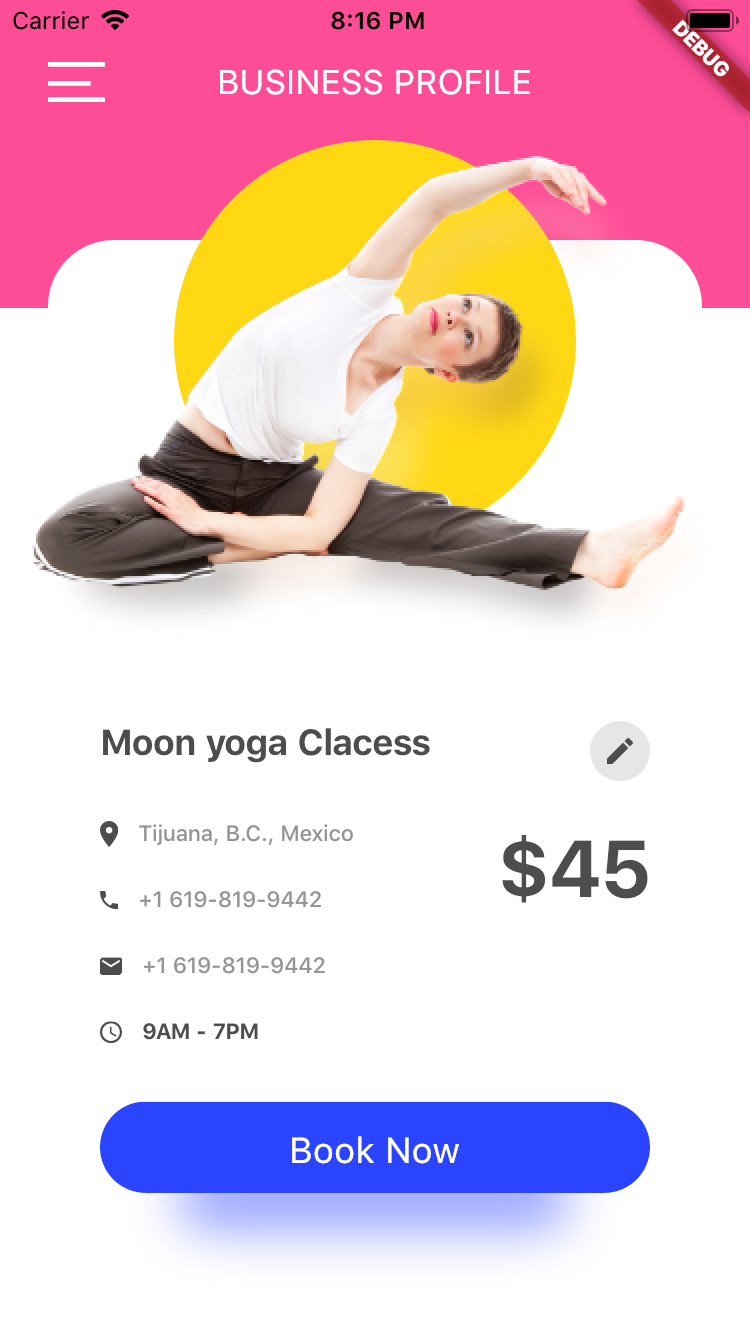 Carrier 8:16 PM
DEBUG
BUSINESS PROFILE
Moon yoga Clacess
Tijuana, B.C., Mexico
$45
+1 619-819-9442
+1 619-819-9442
9AM - 7PM
Book Now